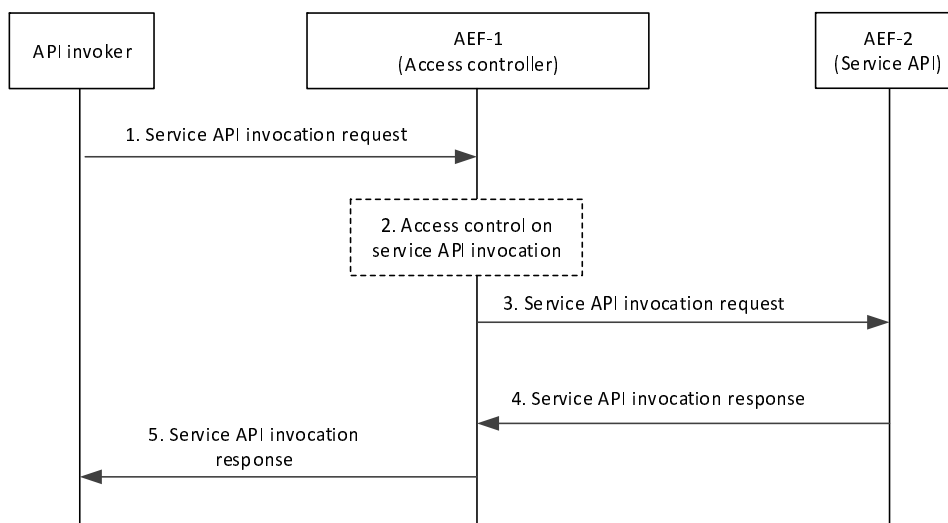 API invoker
AEF-1
(Access controller)
AEF-2
(Service API)
1. Service API invocation request
2. Access control on
service API invocation
3. Service API invocation request
4. Service API invocation response
5. Service API invocation
response